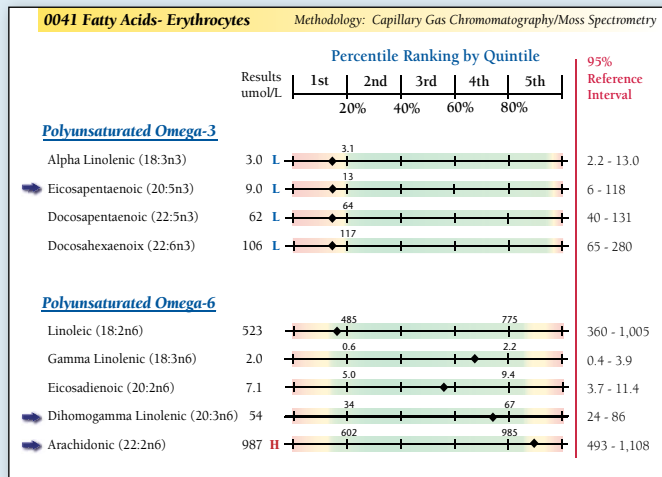 0041 Fatty Acids- Erythrocytes Methodology: Capillary Gas Chromomatography/Moss Spectrometry
Percentile Ranking by Quintile
95%
Reference
Interval
Results
umol/L
1st 2nd 3rd 4th 5th
20% 40% 60% 80%
Polyunsaturated Omega-3
3.1
Alpha Linolenic (18:3n3) 3.0 L 2.2 - 13.0
13
Eicosapentaenoic (20:5n3) 9.0 L 6 - 118
64
Docosapentaenoic (22:5n3) 62 L 40 - 131
117
Docosahexaenoix (22:6n3) 106 L 65 - 280
Polyunsaturated Omega-6
485 775
Linoleic (18:2n6) 523 360 - 1,005
0.6 2.2
Gamma Linolenic (18:3n6) 2.0 0.4 - 3.9
5.0 9.4
Eicosadienoic (20:2n6) 7.1 3.7 - 11.4
34 67
Dihomogamma Linolenic (20:3n6) 54 24 - 86
602 985
Arachidonic (22:2n6) 987 H 493 - 1,108